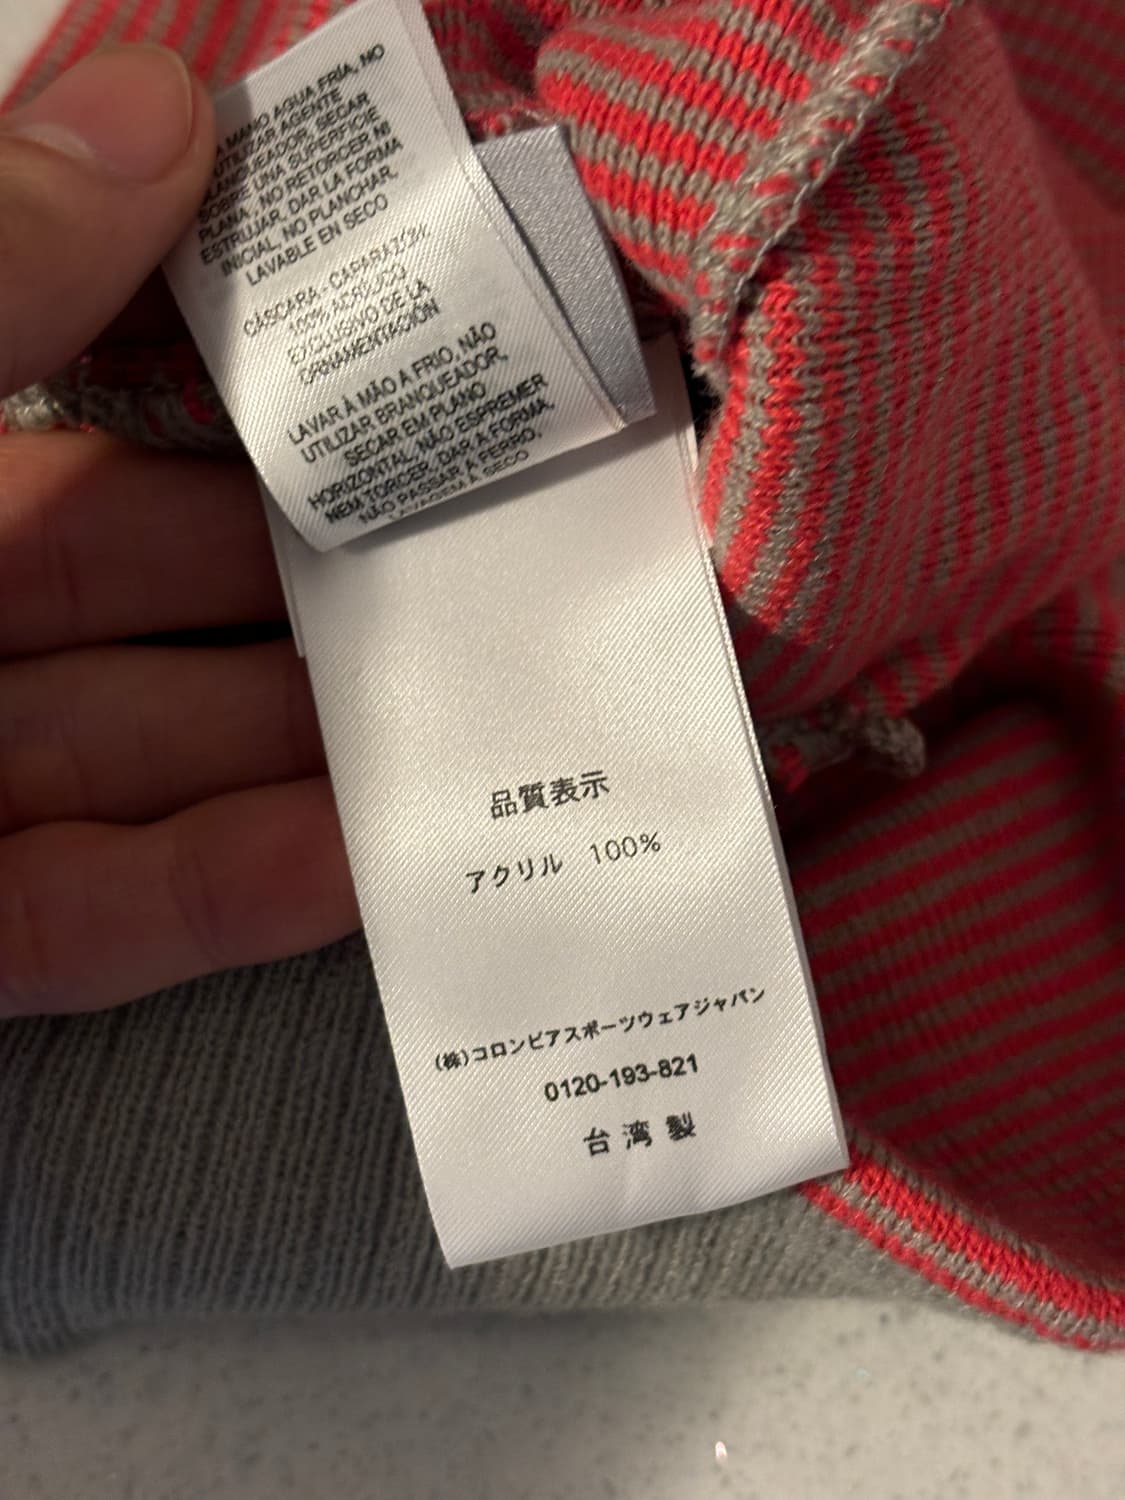 A MANO AGUA FRÍA, NO
UTILIZAR AGENTE
BLANQUEADOR, SECAR
SOBRE UNA SUPERFICIE
PLANA, NO RETORCER NI
ESTRUJAR. DAR LA FORMA
INICIAL, NO PLANCHAR,
LAVABLE EN SECO
CÁSCARA - CAPARAZÓN:
100% ACRÍLICO
EXCLUSIVO DE LA
ORNAMENTACIÓN
LAVAR À MÃO A FRIO, NÃO
UTILIZAR BRANQUEADOR,
SECAR EM PLANO
HORIZONTAL, NÃO ESPREMER
NEM TORCER, DAR A FORMA,
NÃO PASSAR A FERRO,
LAVAGEM A SECO
品質表示
アクリル 100%
(株)コロンビアスポーツウェアジャパン
0120-193-821
台湾製